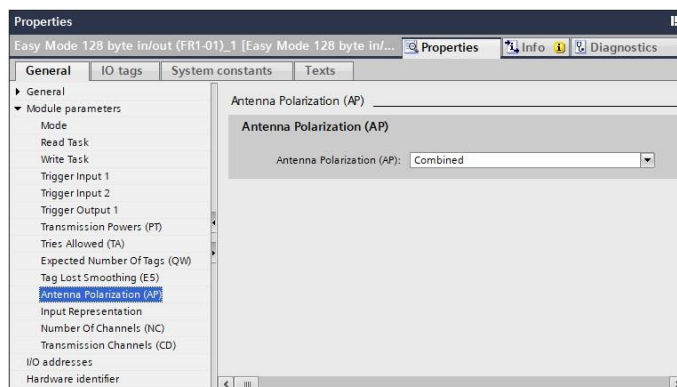 Properties
Easy Mode 128 byte in/out (FR1-01)_1 [Easy Mode 128 byte in/...
Properties
Info
Diagnostics
General
IO tags
System constants
Texts
General
Module parameters
Mode
Read Task
Write Task
Trigger Input 1
Trigger Input 2
Trigger Output 1
Transmission Powers (PT)
Tries Allowed (TA)
Expected Number Of Tags (QW)
Tag Lost Smoothing (E5)
Antenna Polarization (AP)
Input Representation
Number Of Channels (NC)
Transmission Channels (CD)
I/O addresses
Hardware identifier
Antenna Polarization (AP)
Antenna Polarization (AP)
Antenna Polarization (AP): Combined